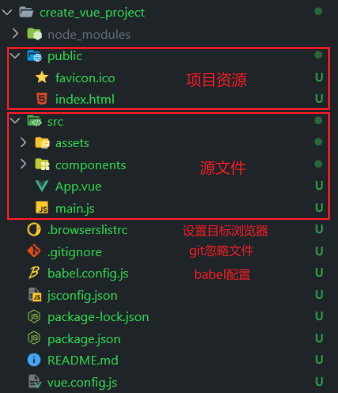 create_vue_project
node_modules
public
favicon.ico U
项目资源
index.html U
src
assets
源文件
components
App.vue U
main.js U
.browserslistrc 设置目标浏览器 U
.gitignore git忽略文件 U
babel.config.js babel配置 U
jsconfig.json U
package-lock.json U
package.json U
README.md U
vue.config.js U